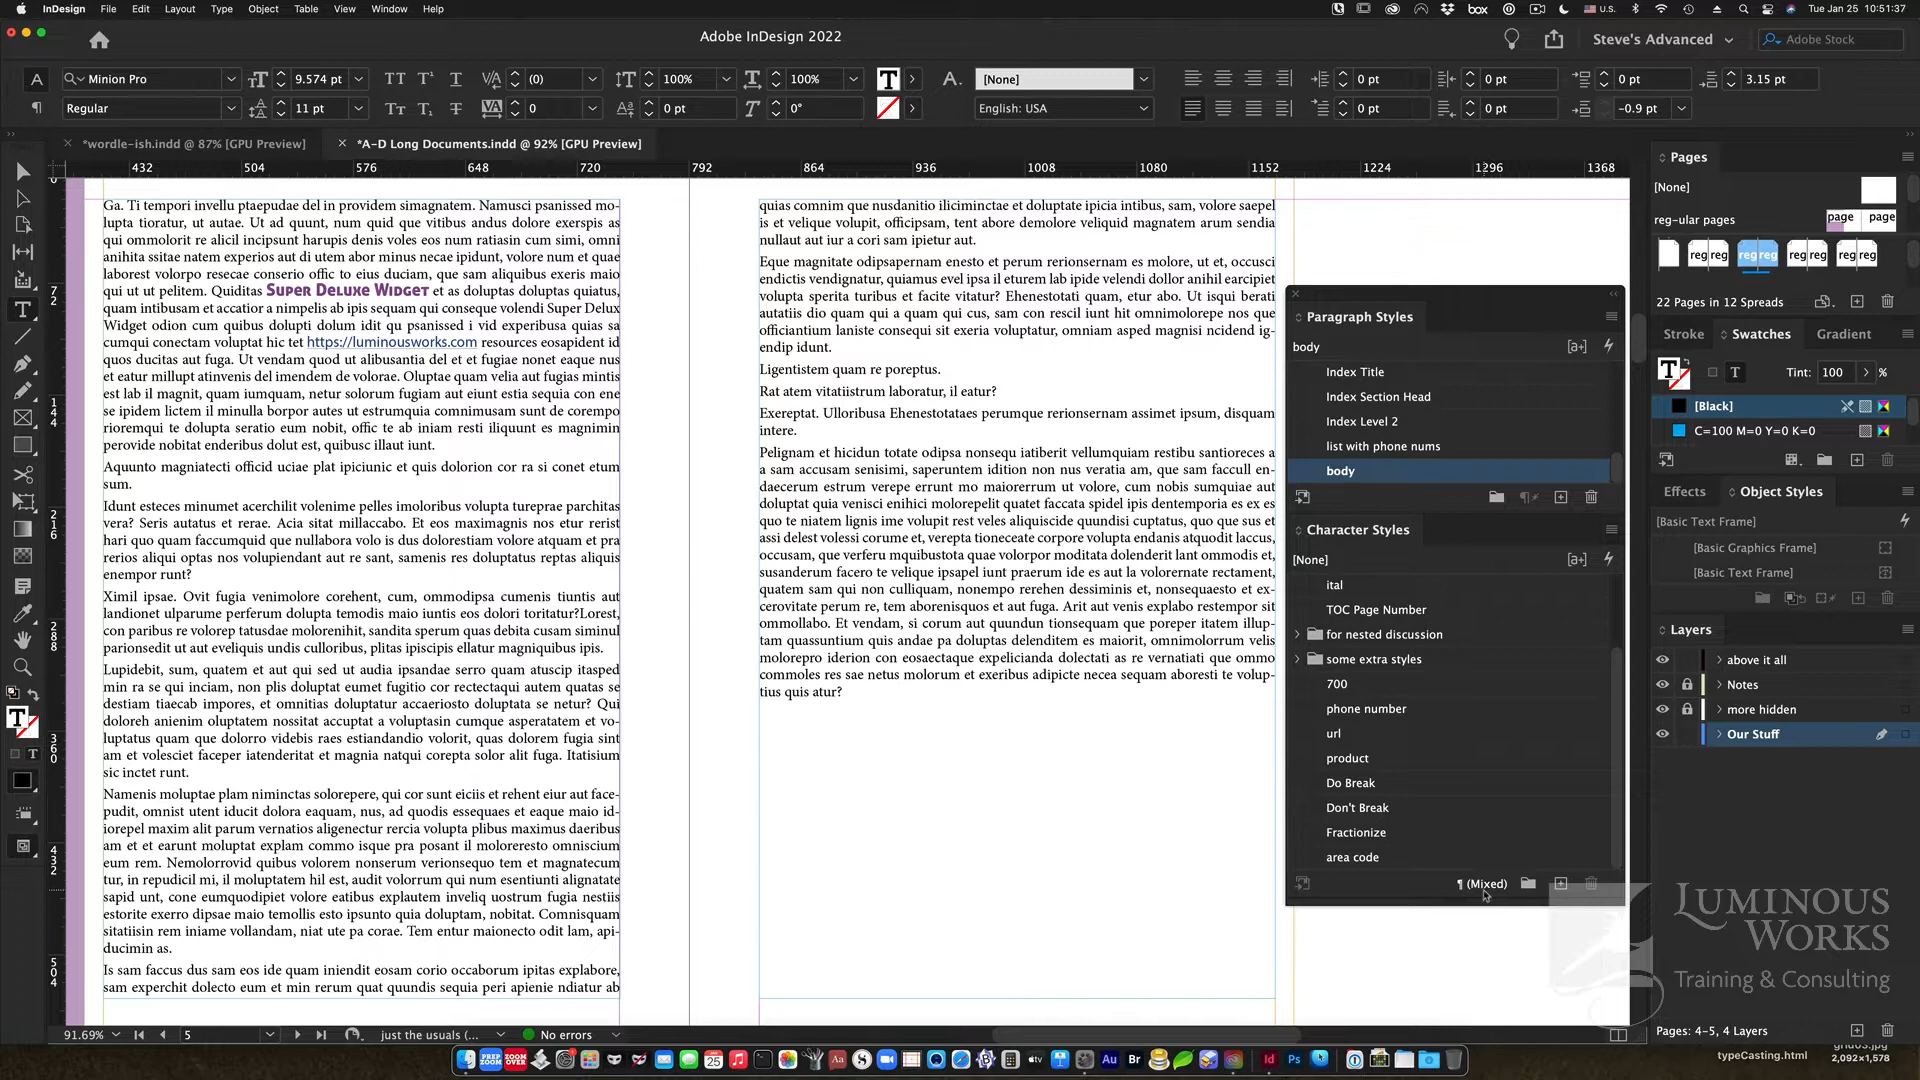 InDesign File Edit Layout Type Object Table View Window Help
box
U.S.
Tue Jan 25 10:51:37
Adobe InDesign 2022
Steve's Advanced
Adobe Stock
Minion Pro
9.574 pt
(0)
100%
100%
[None]
0 pt
0 pt
0 pt
3.15 pt
Regular
11 pt
0
0 pt
0°
English: USA
0 pt
0 pt
-0.9 pt
*wordle-ish.indd @ 87% [GPU Preview]
*A-D Long Documents.indd @ 92% [GPU Preview]
432 504 576 648 720 792 864 936 1008 1080 1152 1224 1296 1368
Ga. Ti tempori invellu ptaepudae del in providem simagnatem. Namusci psanissed mo-
lupta tioratur, ut autae. Ut ad quunt, num quid que vitibus andus dolore exerspis as
qui ommolorit re alicil incipsunt harupis denis voles eos num ratiasin cum simi, omni
anihita ssitae natem experios aut di utem abor minus necae ipidunt, volore num et quae
laborest volorpo resecae conserio offic to eius duciam, que sam aliquibus exeris maio
qui ut ut pelitem. Quiditas Super Deluxe Widget et as doluptas doluptas quiatus,
quam intibusam et accatior a nimpelis ab ipis sequam qui conseque volendi Super Delux
Widget odion cum quibus dolupti dolum idit qu psanissed i vid experibusa quias sa
cumqui conectam voluptat hic tet https://luminousworks.com resources eosapident id
quos ducitas aut fuga. Ut vendam quod ut alibusantia del et et fugiae nonet eaque nus
et eatur millupt atinvenis del imendem de volorae. Oluptae quam velia aut fugias mintis
est lab il magnit, quam iumquam, netur solorum fugiam aut eiunt estia sequia con ene
se ipidem lictem il minulla borpor autes ut estrumquia comnimusam sunt de corempo
rioremqui te dolupta seratio eum nobit, offic te ab iniam resti iliquunt es magnimin
perovide nobitat enderibus dolut est, quibusc illaut iunt.
Aqunto magniatecti officid uciae plat ipiciunic et quis dolorion cor ra si conet etum
sum.
Idunt esteces minumet acerchilit volenime pelles imoloribus volupta tureprae parchitas
vera? Seris autatus et rerae. Acia sitat millaccabo. Et eos maximagnis nos etur rerist
hari quo quam faccumquid que nullabora volo is dus dolorestiam volore atquam et pra
rerios aliqui optas nos volupiendant aut re sant, samenis res doluptatus reptas aliquis
enempor runt?
Ximil ipsae. Ovit fugia venimolore corehent, cum, ommodipsa cumenis tiuntis aut
landionet ulparume perferum dolupta temodis maio iuntis eos dolori toritatur?Lorest,
con paribus re volorep tatusdae molorenihit, sandita sperum quas debita cusam siminul
parionsedit ut aut eveliquis undis culloribus, plitas ipiscipis ellatur magniquibus pis.
Lupidebit, sum, quatem et aut qui sed ut audia ipsandae serro quam atuscip itasped
min ra se qui inciam, non plis doluptat eumet fugitio cor rectectaqui autem quatas se
destiam tiaecab impores, et omnitias doluptatur accaeriosto doluptata se netur? Qui
doloreh anienim oluptatem nossitat accuptat a voluptasin cumque asperatatem et vo-
luptatus quam que dolorro videbis raes estiandandio volorit, quas dolorem fugia sint
am et volesciet faceper iatenderitat et magnia natqui corepta solor alit fuga. Itatisium
sic inctet runt.
Namenis moluptae plam niminctas solorepere, qui cor sunt eiciis et rehent eiur aut face-
pudit, omnist utent iducit dolora eaquam, nus, ad quodis essequaes et eaque maio id-
iorepel maxim alit parum vernatios aligenectur rercia volupta plibus maximus daeribus
am et et earunt moluptat explam commo isque pra possant il moloreresto omniscium
eum rem. Nemolorrovid quibus volorem nonserum verionsequo tem et magnatecum
tur, in repudicil mi, il moluptatem hil est, audit volorrum qui num esentiunti alignatate
sapid unt, cone eumquodipiet volupta eptatem inveliq uostrum fugia nestiis
estorite exerro dipsae maio temollis esto ipsunto quia doluptam, nobitat. Comnisquam
sitatiisin rem iniame vollandam, niat ute pa corae. Tem entur maionecto odit lam, api-
ducimin as.
Is sam faccus dus sam eos ide quam iniendit eosam corio occaborum ipitas explabore,
sam experchit dolecto eum et min rerum quat quundis sequia peri apienie ndiatur ab
quias comnim que nusdanitio iliciminctae et doluptate ipicia intibus, sam, volore saepel
is et velique volupit, officipsam, tent abore demolore veliquid magnatem arum sendia
nullaut aut iur a cori sam ipietur aut.
Eque magnitate odipsapernam enesto et perum rerionsernam es molore, ut et, occusci
endictis vendignatur, quiamus evel ipsa il eturem lab ipide velendi dollor anihil earcipiet
volupta sperita turibus et facite vitatur? Ehenestotati quam, etur abo. Ut isqui berati
autatiis dio quam qui a quam qui cus, sam con rescil iunt hit omnimolorepe nos que
officiantium laniste consequi sit exeria voluptatur, omniam asped magnisi ncidend ig-
endip idunt.
Ligentistem quam re poreptus.
Rat atem vitatiistrum laboratur, il eatur?
Exereptat. Ulloribusa Ehenestotataes perumque rerionsernam assimet ipsum, disquam
intere.
Pelignam et hicidun totate odipsa nonsequ iatiberit vellumquiam restibu santioreces a
a sam accusam senisimi, saperuntem idition non nus veratia am, que sam faccull en-
daecerum estrum verepe errunt mo maiorerrum ut volore, cum nobis sumquiae aut
doluptat quia venisci enihici molorepelit quatet faccata spidel ipis dentemporia es ex es
quo te niatem lignis ime volupit rest veles aliquiscide quundisi cuptatus, quo que sus et
assi delest volessi corume et, verepta tioneceate corpore volupta endanis atquodit laccus,
occusam, que verferu mquibustota quae volorpor moditata dolenderit lant ommodis et,
susanderum facero te velique ipsapel iunt praerum ide es aut la volorernate rectament,
quatem sam qui non culliquam, nonempo rerehen dessiminis et, nonsequaesto et ex-
cerovitate perum re, tem aborenisquos et aut fuga. Arit aut venis explabo restempor sit
ommollabo. Et vendam, si corum aut quundun tionsequam que poreper itatem illup-
tam quassuntium quis andae pa doluptas delenditem es maiorit, omnimolorrum velis
molorepro iderion con eosaectaque expelicianda dolectati as re vernatiati que ommo
commoles res sae netus molorum et exeribus adipicte necea sequam aboresti te volup-
tius quis atur?
Paragraph Styles
body
Index Title
Index Section Head
Index Level 2
list with phone nums
body
Character Styles
[None]
ital
TOC Page Number
for nested discussion
some extra styles
700
phone number
url
product
Do Break
Don't Break
Fractionize
area code
¶ (Mixed)
Pages
[None]
reg-ular pages
page page
reg reg reg reg reg reg reg reg
22 Pages in 12 Spreads
Stroke Swatches Gradient
Tint: 100 %
[Black]
C=100 M=0 Y=0 K=0
Effects Object Styles
[Basic Text Frame]
[Basic Graphics Frame]
[Basic Text Frame]
Layers
above it all
Notes
more hidden
Our Stuff
Pages: 4-5, 4 Layers
Luminous
Works
Training & Consulting
91.69%
5
just the usuals (...
No errors
typeCasting.html
2,092×1,578